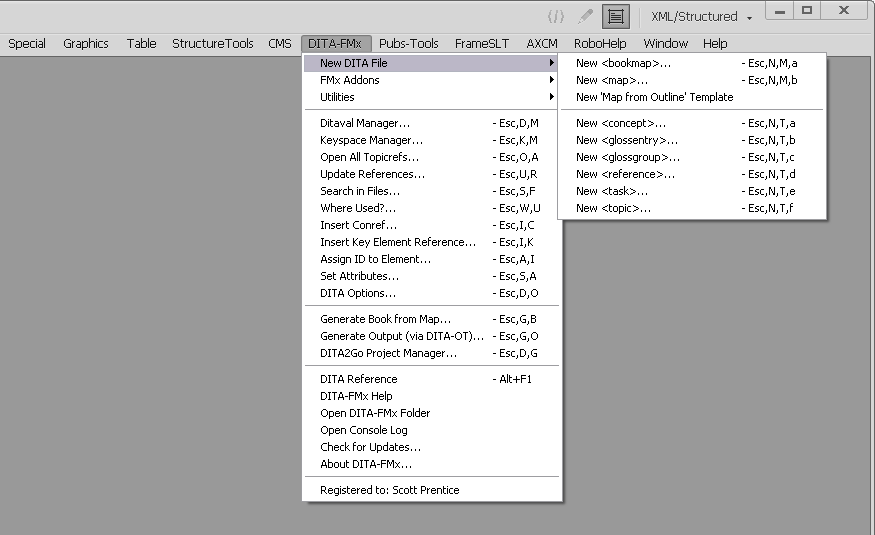 XML/Structured
Special Graphics Table StructureTools CMS DITA-FMx Pubs-Tools FrameSLT AXCM RoboHelp Window Help
New DITA File
FMx Addons
Utilities
Ditaval Manager... - Esc,D,M
Keyspace Manager... - Esc,K,M
Open All Topicrefs... - Esc,O,A
Update References... - Esc,U,R
Search in Files... - Esc,S,F
Where Used?... - Esc,W,U
Insert Conref... - Esc,I,C
Insert Key Element Reference... - Esc,I,K
Assign ID to Element... - Esc,A,I
Set Attributes... - Esc,S,A
DITA Options... - Esc,D,O
Generate Book from Map... - Esc,G,B
Generate Output (via DITA-OT)... - Esc,G,O
DITA2Go Project Manager... - Esc,D,G
DITA Reference - Alt+F1
DITA-FMx Help
Open DITA-FMx Folder
Open Console Log
Check for Updates...
About DITA-FMx...
Registered to: Scott Prentice
New <bookmap>... - Esc,N,M,a
New <map>... - Esc,N,M,b
New 'Map from Outline' Template
New <concept>... - Esc,N,T,a
New <glossentry>... - Esc,N,T,b
New <glossgroup>... - Esc,N,T,c
New <reference>... - Esc,N,T,d
New <task>... - Esc,N,T,e
New <topic>... - Esc,N,T,f